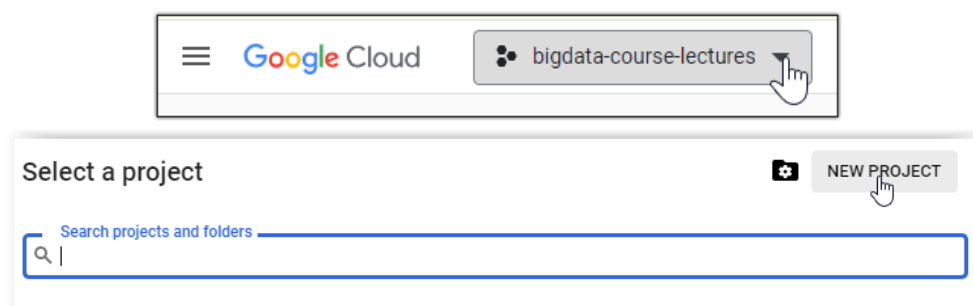 Google Cloud
bigdata-course-lectures
Select a project
NEW PROJECT
Search projects and folders